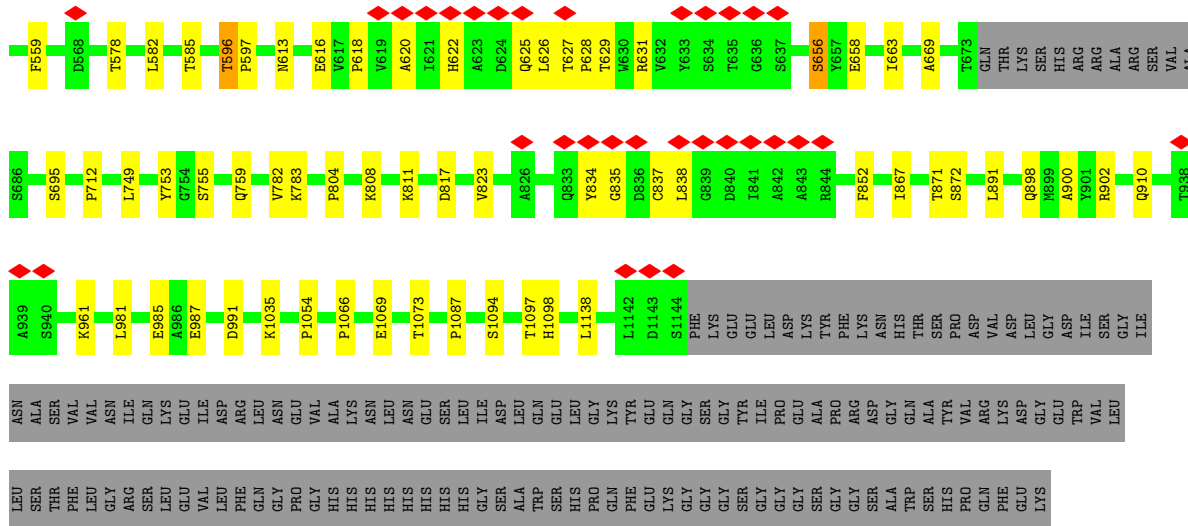 F559 D568 T578 L582 T585 T596 P597 N613 E616 V617 P618 V619 A620 I621 H622 A623 D624 Q625 L626 T627 P628 T629 W630 R631 V632 Y633 S634 T635 G636 S637 S656 Y657 E658 I663 A669 T673 GLN THR LYS SER HIS ARG ARG ALA ARG SER VAL ALA
S686 S695 P712 L749 Y753 G754 S755 Q759 V782 K783 P804 K808 K811 D817 V823 A826 Q833 Y834 G835 D836 C837 L838 G839 D840 I841 A842 A843 R844 F852 I867 T871 S872 L891 Q898 M899 A900 Y901 R902 Q910 T938
A939 S940 K961 L981 E985 A986 E987 D991 K1035 P1054 P1066 E1069 T1073 P1087 S1094 T1097 H1098 L1138 L1142 D1143 S1144 PHE LYS GLU GLU LEU ASP LYS TYR PHE LYS ASN HIS THR SER PRO ASP VAL ASP LEU GLY ASP ILE SER GLY ILE
ASN ALA SER VAL VAL ASN ILE GLN LYS GLU ILE ASP ARG LEU ASN GLU VAL ALA LYS ASN LEU ASN GLU SER LEU ILE ASP LEU GLN GLU LEU GLY LYS TYR GLU GLN GLY SER GLY TYR ILE PRO GLU ALA PRO ARG ASP GLY GLN ALA TYR VAL ARG LYS ASP GLY GLU TRP VAL LEU
LEU SER THR PHE LEU GLY ARG SER LEU GLU VAL LEU PHE GLN GLY PRO GLY HIS HIS HIS HIS HIS HIS HIS HIS GLY SER ALA TRP SER HIS PRO GLN PHE GLU LYS GLY GLY GLY SER GLY GLY GLY SER GLY GLY SER ALA TRP SER HIS PRO GLN PHE GLU LYS